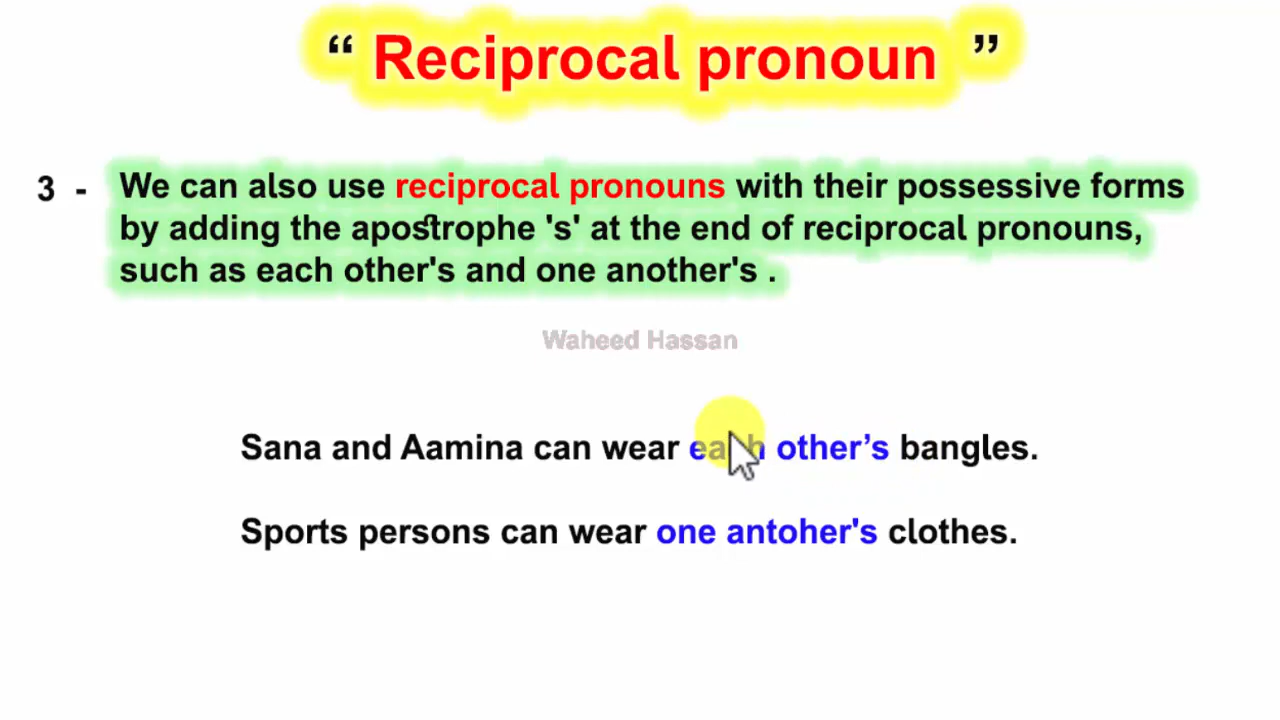 “ Reciprocal pronoun ”
3 - We can also use reciprocal pronouns with their possessive forms
by adding the apostrophe 's' at the end of reciprocal pronouns,
such as each other's and one another's .
Waheed Hassan
Sana and Aamina can wear each other’s bangles.
Sports persons can wear one antoher's clothes.